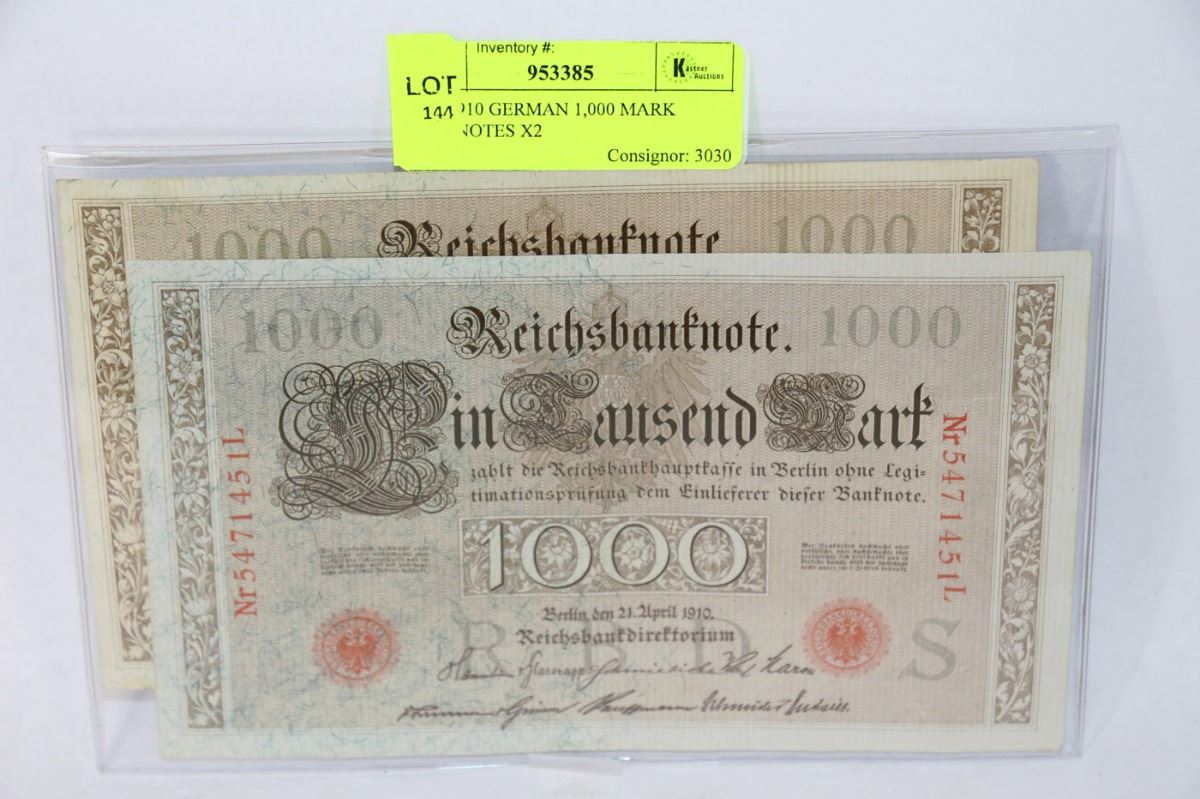 Inventory #:
LOT 953385 Kastner Auctions
144 910 GERMAN 1,000 MARK
NOTES X2
Consignor: 3030
1000 Reichsbanknote 1000
1000 Reichsbanknote. 1000
Ein Tausend Mark
zahlt die Reichsbankhauptkasse in Berlin ohne Legi-
timationsprüfung dem Einlieferer dieser Banknote.
Nr5471451L
Nr5471451L
1000
Berlin, den 21. April 1910.
Reichsbankdirektorium
R B D S